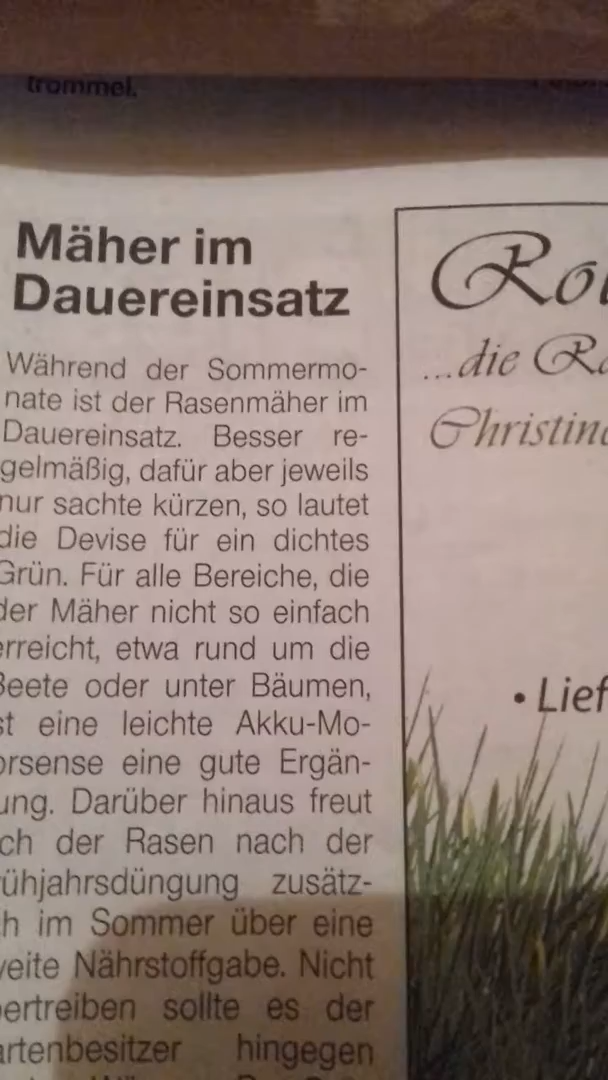 trommel.
Mäher im
Dauereinsatz
Während der Sommermo-
nate ist der Rasenmäher im
Dauereinsatz. Besser re-
gelmäßig, dafür aber jeweils
nur sachte kürzen, so lautet
die Devise für ein dichtes
Grün. Für alle Bereiche, die
der Mäher nicht so einfach
erreicht, etwa rund um die
Beete oder unter Bäumen,
st eine leichte Akku-Mo-
orsense eine gute Ergän-
ung. Darüber hinaus freut
ch der Rasen nach der
ühjahrsdüngung zusätz-
h im Sommer über eine
weite Nährstoffgabe. Nicht
bertreiben sollte es der
artenbesitzer hingegen
...die
• Lief